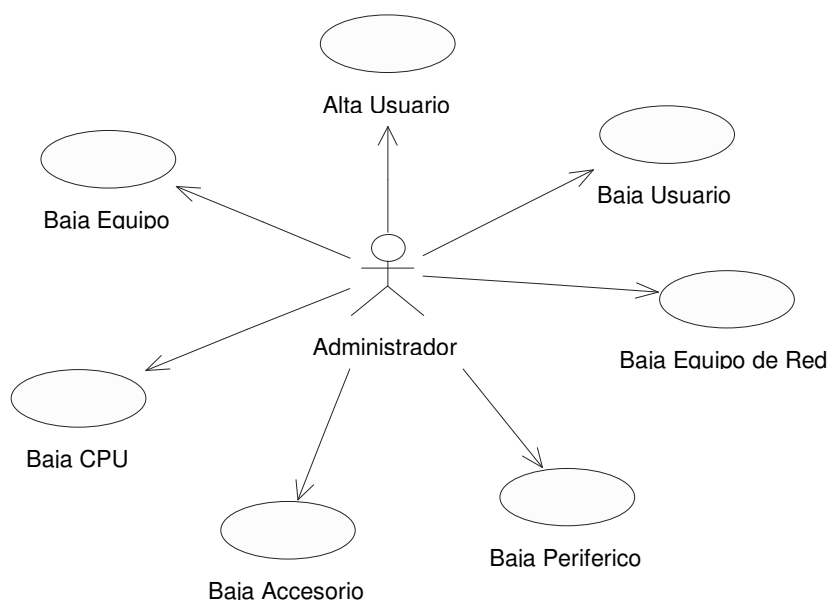 Alta Usuario
Baja Usuario
Baja Equipo
Administrador
Baja Equipo de Red
Baja CPU
Baja Periferico
Baja Accesorio